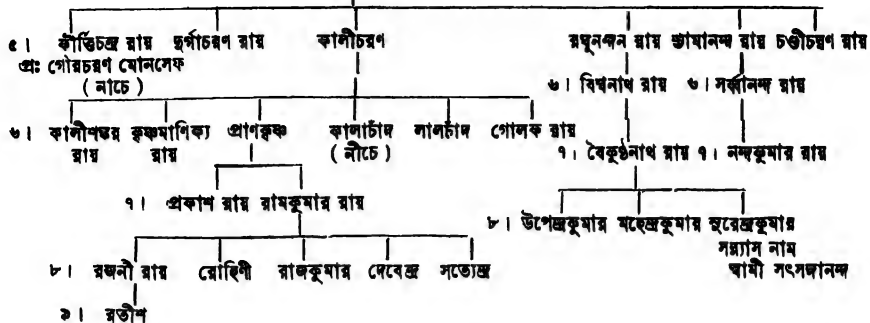 ৫। কীর্ত্তিচন্দ্র রায় দুর্গাচরণ রায় কালীচরণ রঘুনন্দন রায় শ্যামানন্দ রায় চণ্ডীচরণ রায়
প্রঃ গৌরচরণ মোনসেফ
( নীচে )
৬। বিশ্বনাথ রায় ৬। সর্ব্বানন্দ রায়
৬। কালীশঙ্কর কৃষ্ণমাণিক্য প্রাণকৃষ্ণ কালাচাঁদ লালচাঁদ গোলক রায়
রায় রায় ( নীচে )
৭। বৈকুণ্ঠনাথ রায় ৭। নন্দকুমার রায়
৭। প্রকাশ রায় রামকুমার রায়
৮। উপেন্দ্রকুমার মহেন্দ্রকুমার সুরেন্দ্রকুমার
সন্ন্যাস নাম
স্বামী সৎসঙ্গানন্দ
৮। রজনী রায় রোহিণী রাজকুমার দেবেন্দ্র সত্যেন্দ্র
৯। রতীশ